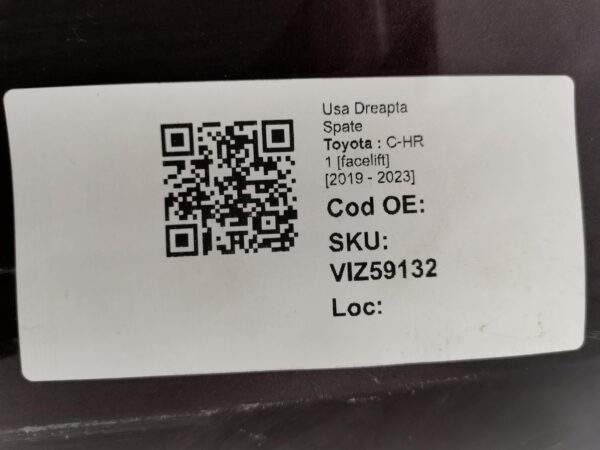 Usa Dreapta
Spate
Toyota : C-HR
1 [facelift]
[2019 - 2023]
Cod OE:
SKU:
VIZ59132
Loc: